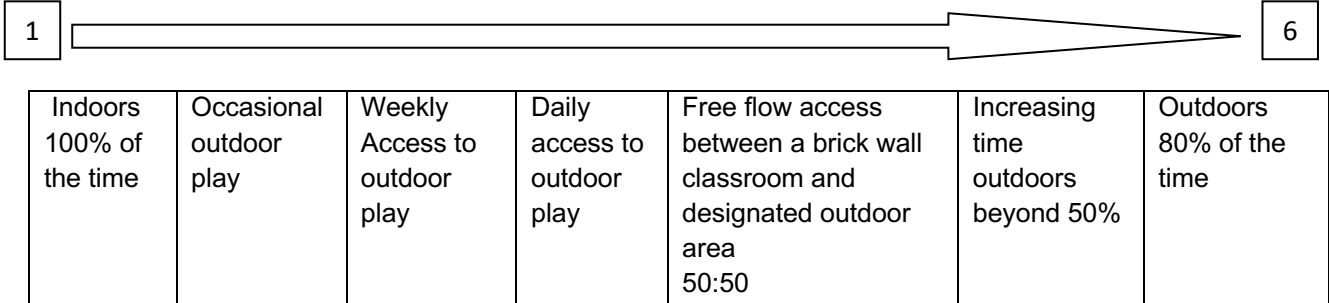 1
6
Indoors
100% of
the time
Occasional
outdoor
play
Weekly
Access to
outdoor
play
Daily
access to
outdoor
play
Free flow access
between a brick wall
classroom and
designated outdoor
area
50:50
Increasing
time
outdoors
beyond 50%
Outdoors
80% of the
time